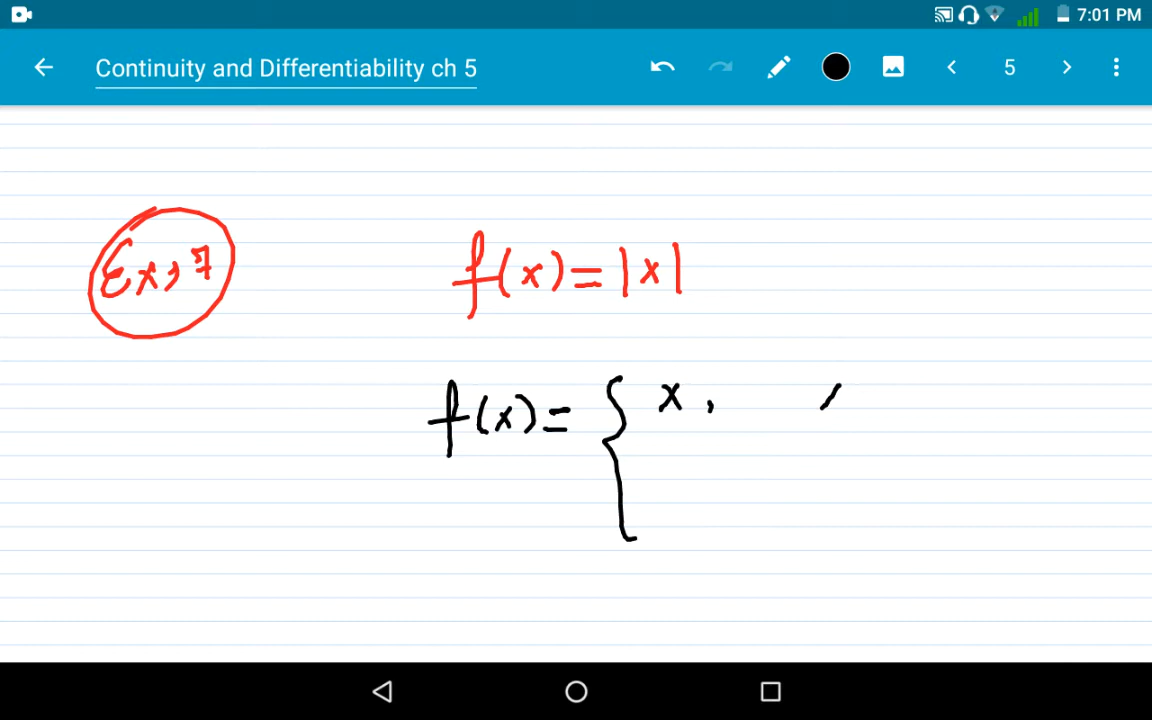 7:01 PM
Continuity and Differentiability ch 5
5
Ex, 7
f(x)=|x|
f(x)= { x,